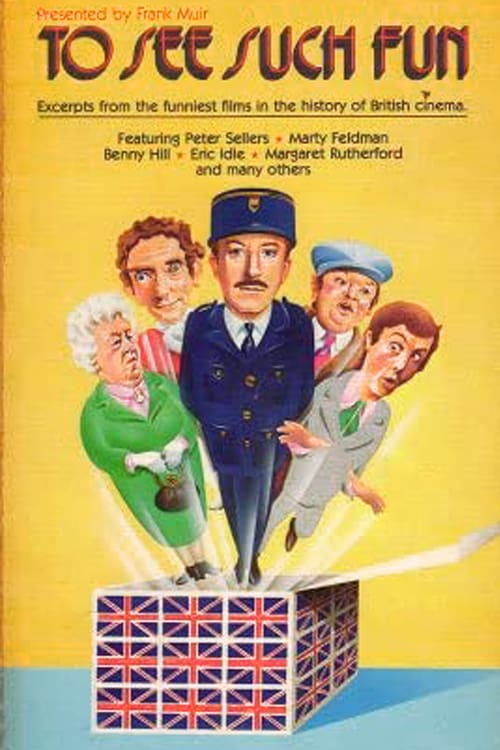 Presented by Frank Muir
TO SEE SUCH FUN
Excerpts from the funniest films in the history of British cinema.
Featuring Peter Sellers ★ Marty Feldman
Benny Hill ★ Eric Idle ★ Margaret Rutherford
and many others